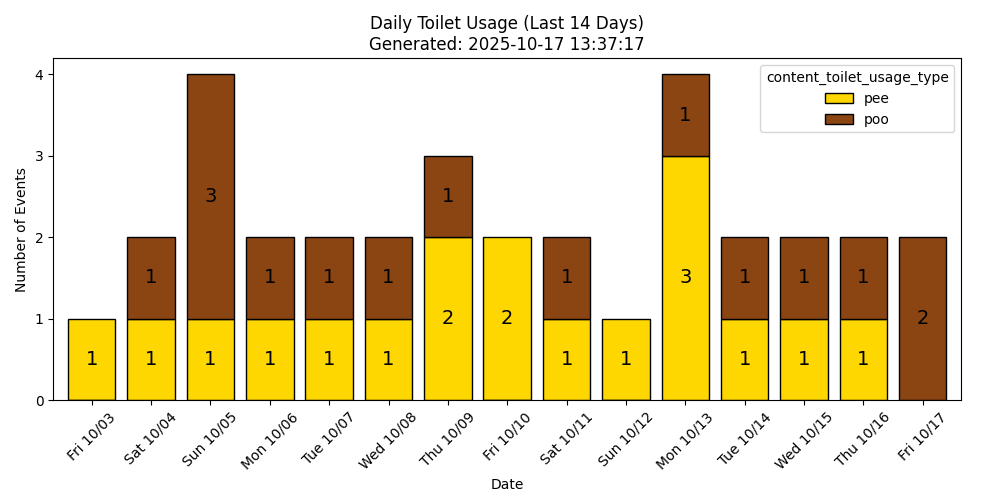 Daily Toilet Usage (Last 14 Days)
Generated: 2025-10-17 13:37:17
content_toilet_usage_type
pee
poo
Number of Events
4
3
2
1
0
1
1
1
3
1
1
1
1
1
1
1
2
1
2
1
1
1
3
1
1
1
1
1
1
1
2
Fri 10/03
Sat 10/04
Sun 10/05
Mon 10/06
Tue 10/07
Wed 10/08
Thu 10/09
Fri 10/10
Sat 10/11
Sun 10/12
Mon 10/13
Tue 10/14
Wed 10/15
Thu 10/16
Fri 10/17
Date